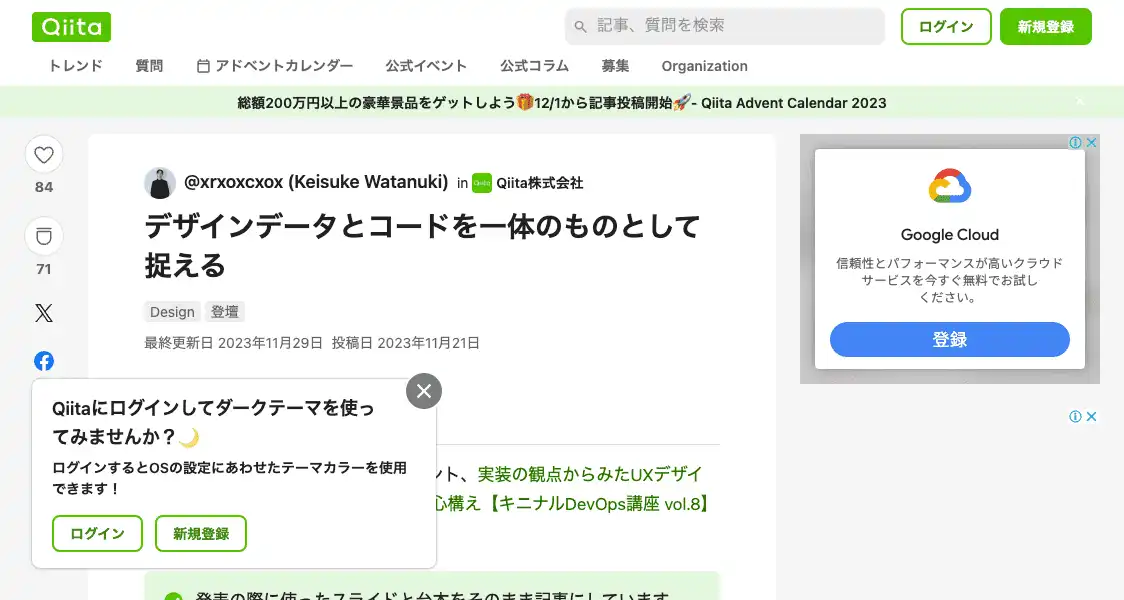 Qiita
記事、質問を検索
ログイン
新規登録
トレンド 質問 アドベントカレンダー 公式イベント 公式コラム 募集 Organization
総額200万円以上の豪華景品をゲットしよう🎁12/1から記事投稿開始🚀- Qiita Advent Calendar 2023
84
71
@xrxoxcxox (Keisuke Watanuki) in Qiita株式会社
デザインデータとコードを一体のものとして
捉える
Design 登壇
最終更新日 2023年11月29日 投稿日 2023年11月21日
ント、実装の観点からみたUXデザイ
心構え【キニナルDevOps講座 vol.8】
発表の際に使ったスライドと台本をそのまま記事にしています
Qiitaにログインしてダークテーマを使っ
てみませんか？🌙
ログインするとOSの設定にあわせたテーマカラーを使用
できます！
ログイン
新規登録
Google Cloud
信頼性とパフォーマンスが高いクラウド
サービスを今すぐ無料でお試し
ください。
登録